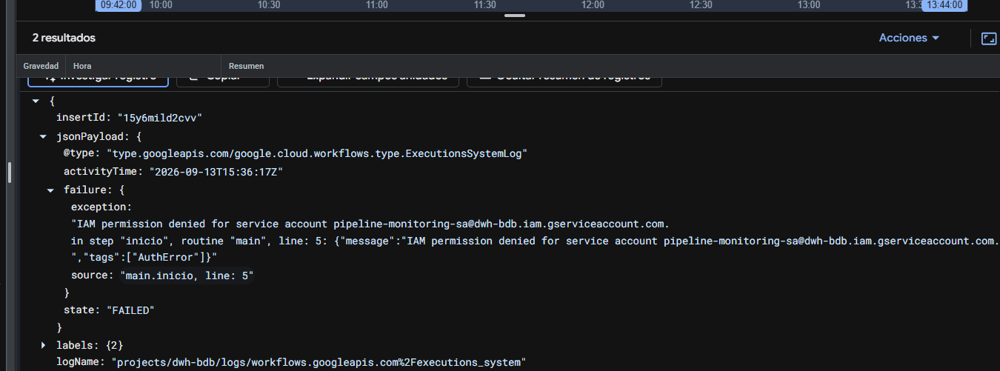 09:42:00 10:00 10:30 11:00 11:30 12:00 12:30 13:00 13:44:00
2 resultados Acciones
Gravedad Hora Resumen
Investigar registro Copiar Expandir campos anidados Ocultar resumen de registros
{
insertId: "15y6mild2cvv"
jsonPayload: {
@type: "type.googleapis.com/google.cloud.workflows.type.ExecutionsSystemLog"
activityTime: "2026-09-13T15:36:17Z"
failure: {
exception:
"IAM permission denied for service account pipeline-monitoring-sa@dwh-bdb.iam.gserviceaccount.com.
in step "inicio", routine "main", line: 5: {"message":"IAM permission denied for service account pipeline-monitoring-sa@dwh-bdb.iam.gserviceaccount.com.
","tags":["AuthError"]}"
source: "main.inicio, line: 5"
}
state: "FAILED"
}
labels: {2}
logName: "projects/dwh-bdb/logs/workflows.googleapis.com%2Fexecutions_system"